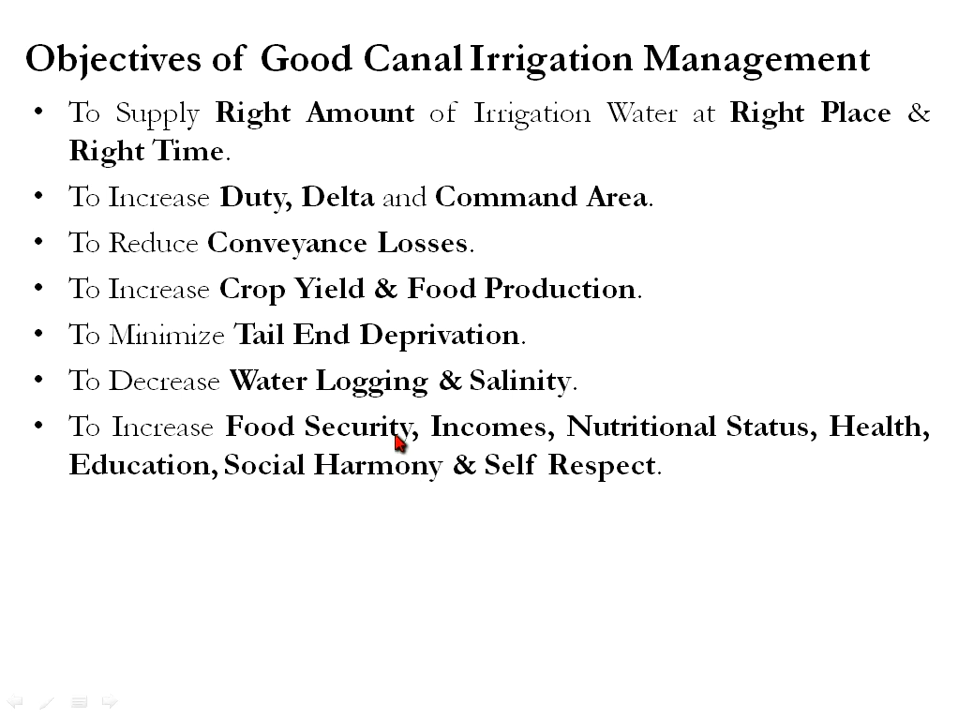 Objectives of Good Canal Irrigation Management
• To Supply Right Amount of Irrigation Water at Right Place &
Right Time.
• To Increase Duty, Delta and Command Area.
• To Reduce Conveyance Losses.
• To Increase Crop Yield & Food Production.
• To Minimize Tail End Deprivation.
• To Decrease Water Logging & Salinity.
• To Increase Food Security, Incomes, Nutritional Status, Health,
Education, Social Harmony & Self Respect.